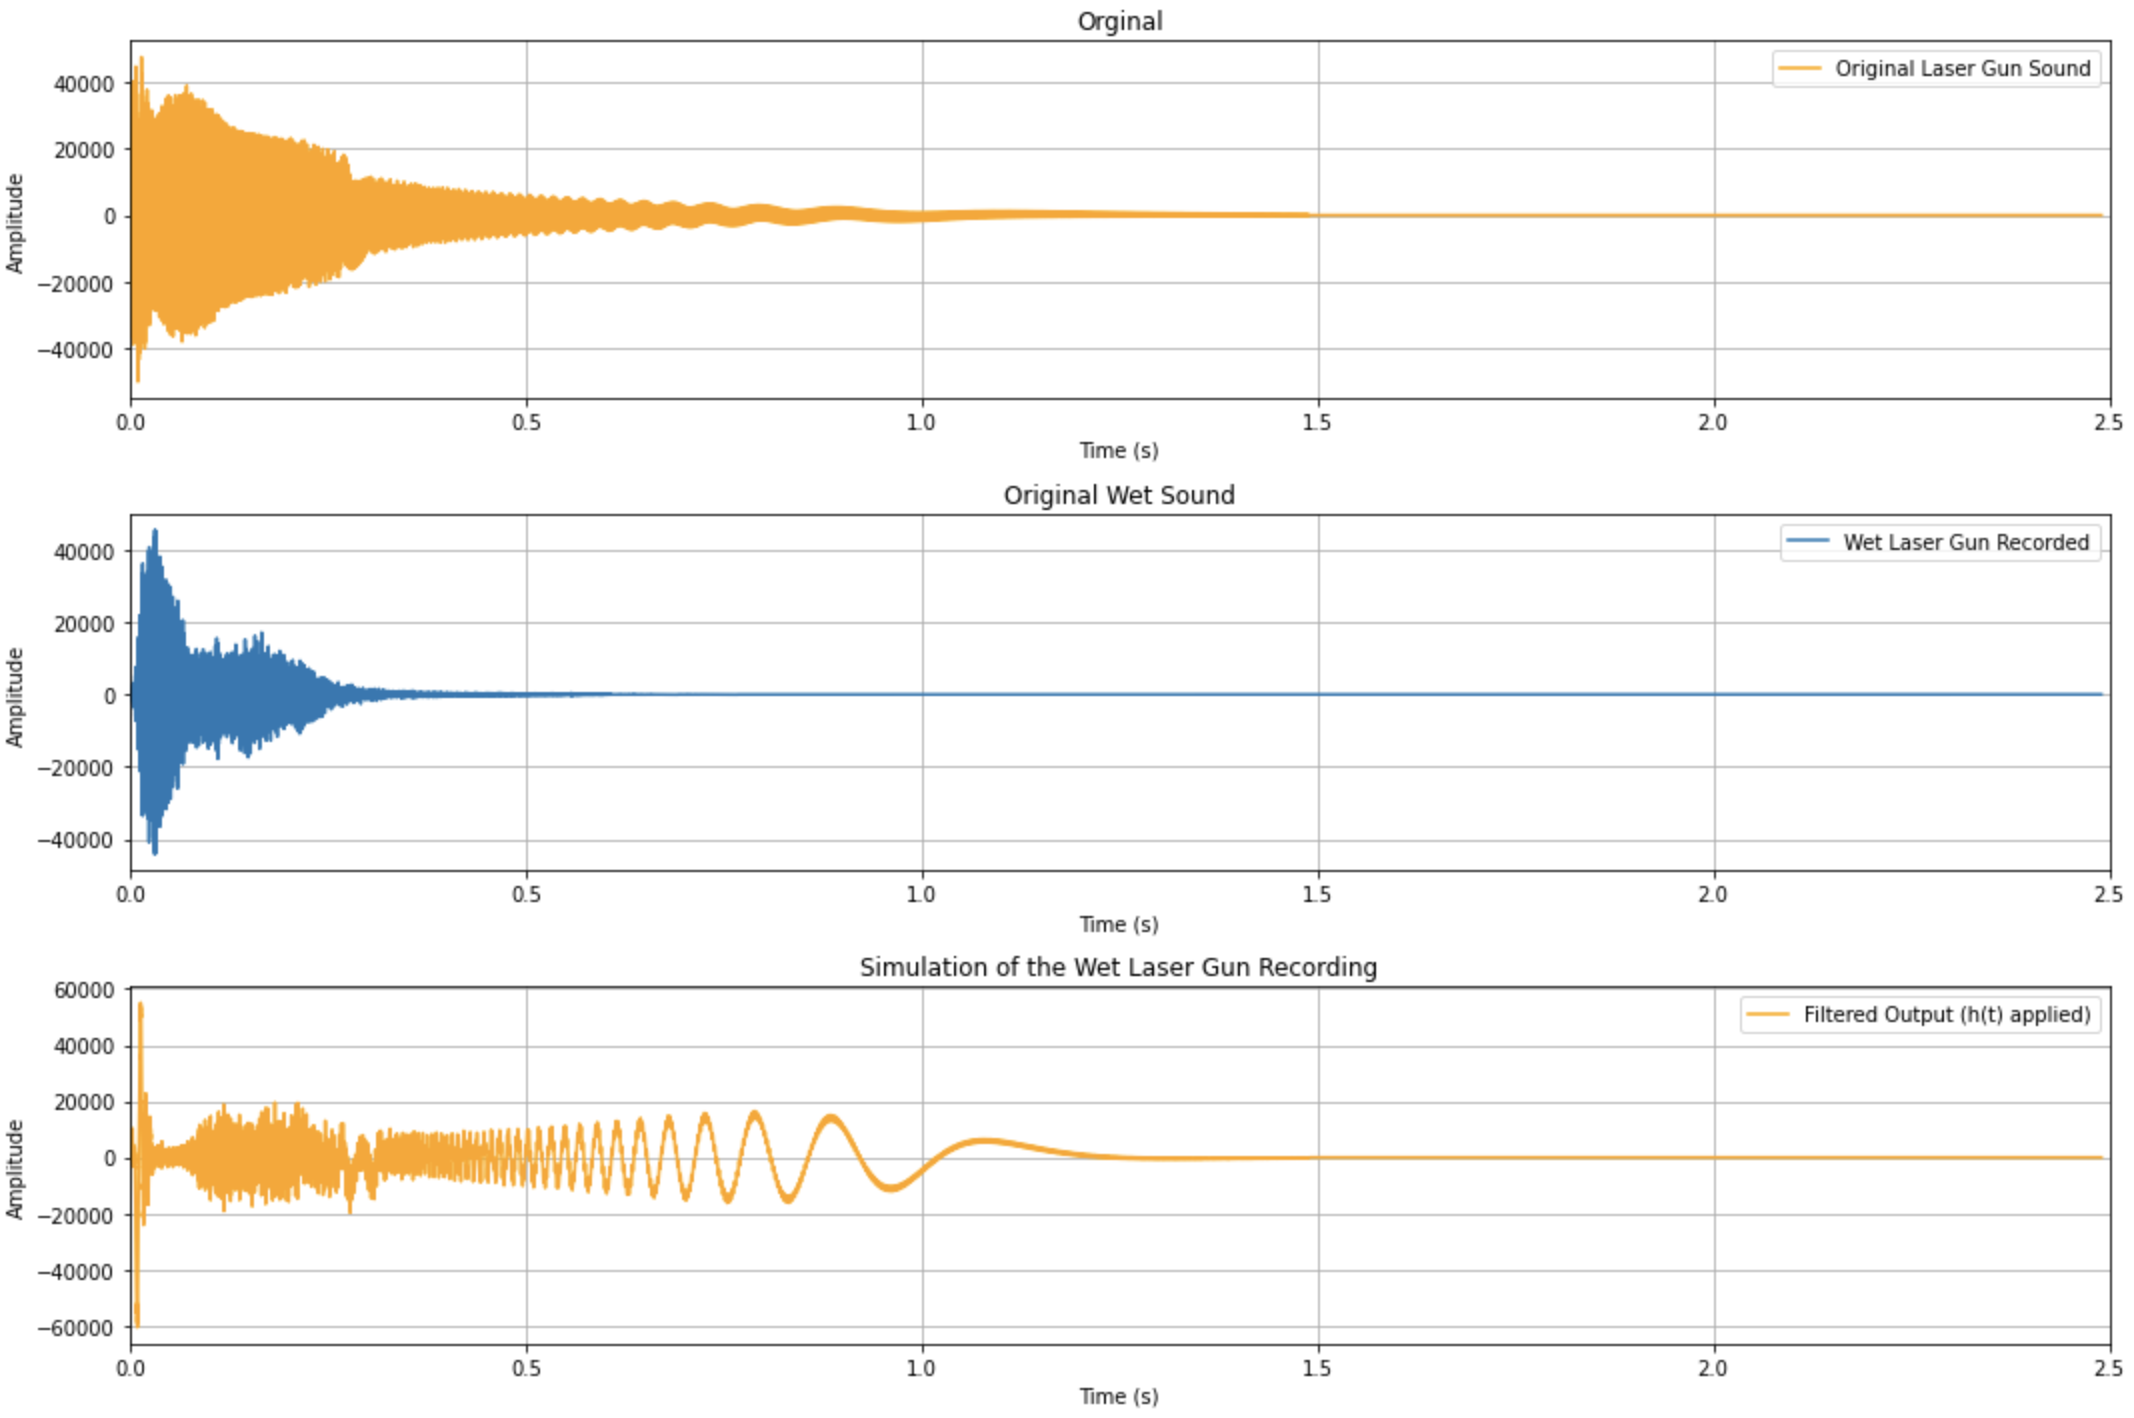 Orginal
Original Laser Gun Sound
40000
20000
0
−20000
−40000
Amplitude
0.0 0.5 1.0 1.5 2.0 2.5
Time (s)
Original Wet Sound
Wet Laser Gun Recorded
40000
20000
0
−20000
−40000
Amplitude
0.0 0.5 1.0 1.5 2.0 2.5
Time (s)
Simulation of the Wet Laser Gun Recording
Filtered Output (h(t) applied)
60000
40000
20000
0
−20000
−40000
−60000
Amplitude
0.0 0.5 1.0 1.5 2.0 2.5
Time (s)